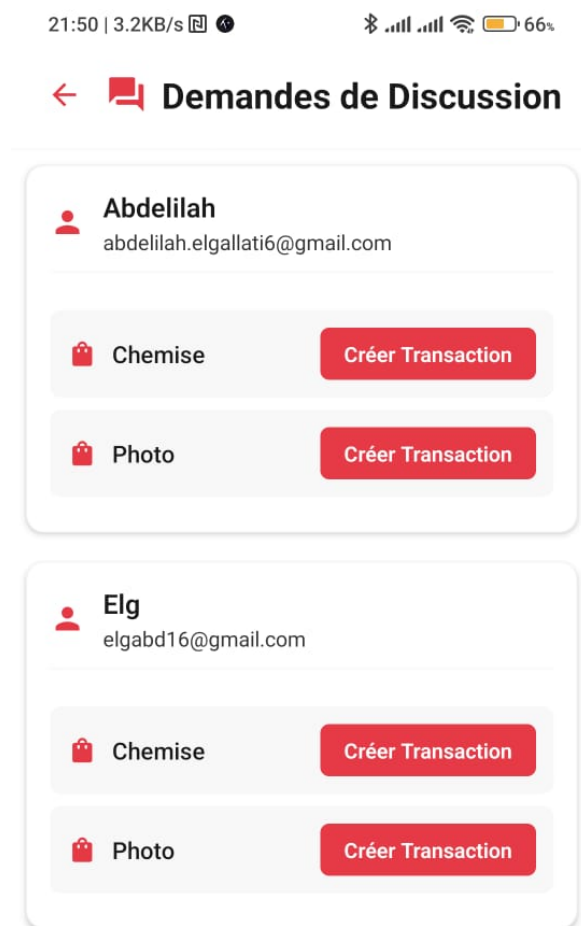 21:50 | 3.2KB/s 66%
Demandes de Discussion
Abdelilah
abdelilah.elgallati6@gmail.com
Chemise Créer Transaction
Photo Créer Transaction
Elg
elgabd16@gmail.com
Chemise Créer Transaction
Photo Créer Transaction